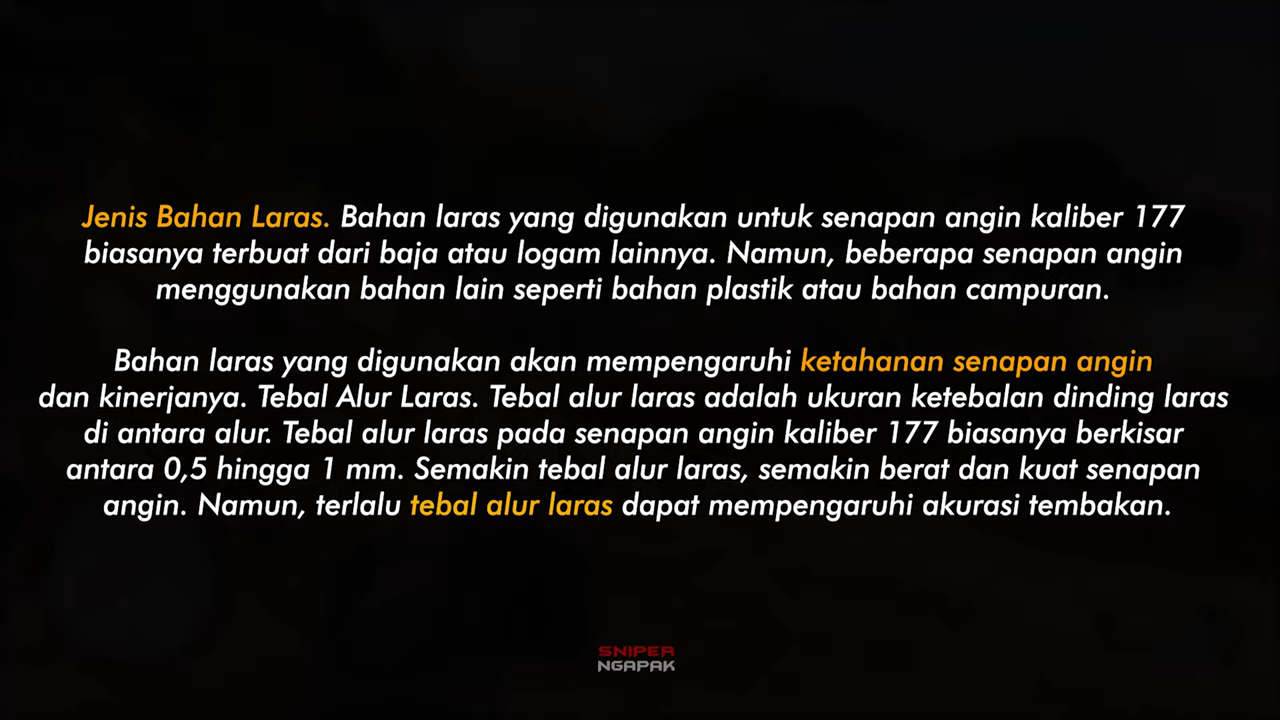 Jenis Bahan Laras. Bahan laras yang digunakan untuk senapan angin kaliber 177
biasanya terbuat dari baja atau logam lainnya. Namun, beberapa senapan angin
menggunakan bahan lain seperti bahan plastik atau bahan campuran.
Bahan laras yang digunakan akan mempengaruhi ketahanan senapan angin
dan kinerjanya. Tebal Alur Laras. Tebal alur laras adalah ukuran ketebalan dinding laras
di antara alur. Tebal alur laras pada senapan angin kaliber 177 biasanya berkisar
antara 0,5 hingga 1 mm. Semakin tebal alur laras, semakin berat dan kuat senapan
angin. Namun, terlalu tebal alur laras dapat mempengaruhi akurasi tembakan.
SNIPER
NGAPAK